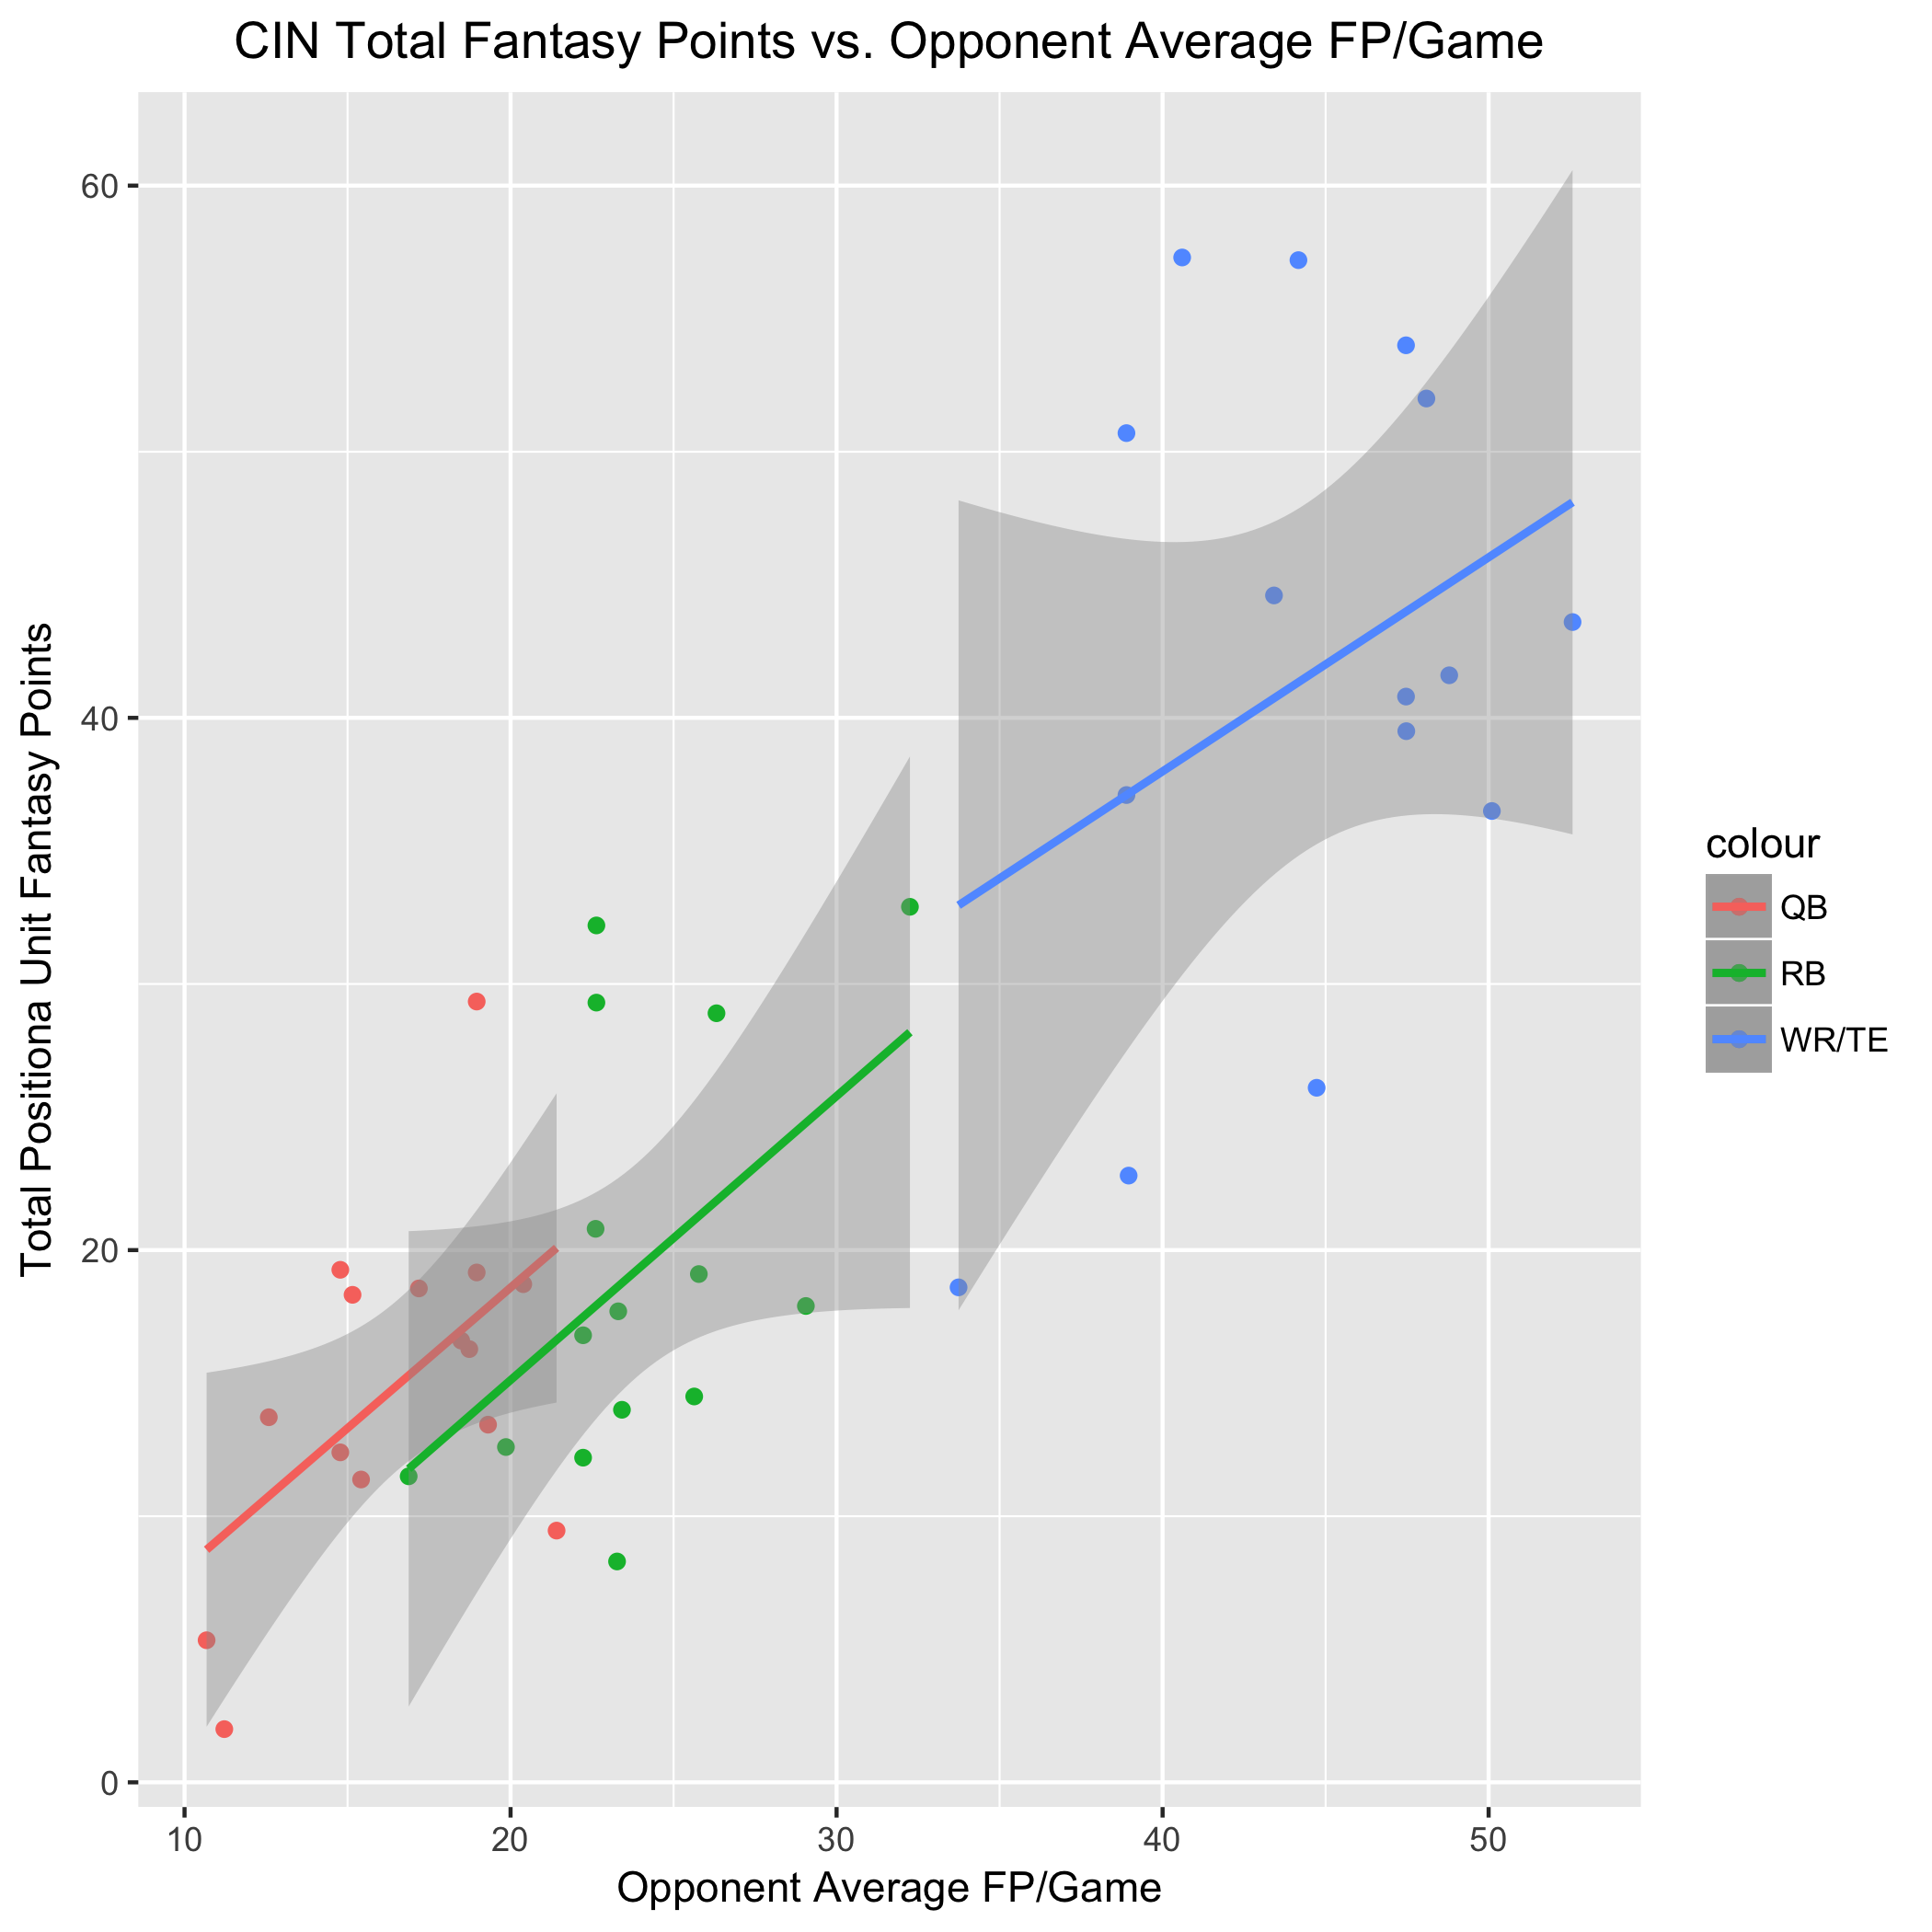 CIN Total Fantasy Points vs. Opponent Average FP/Game
Total Positiona Unit Fantasy Points
60
40
20
0
10 20 30 40 50
Opponent Average FP/Game
colour
QB
RB
WR/TE